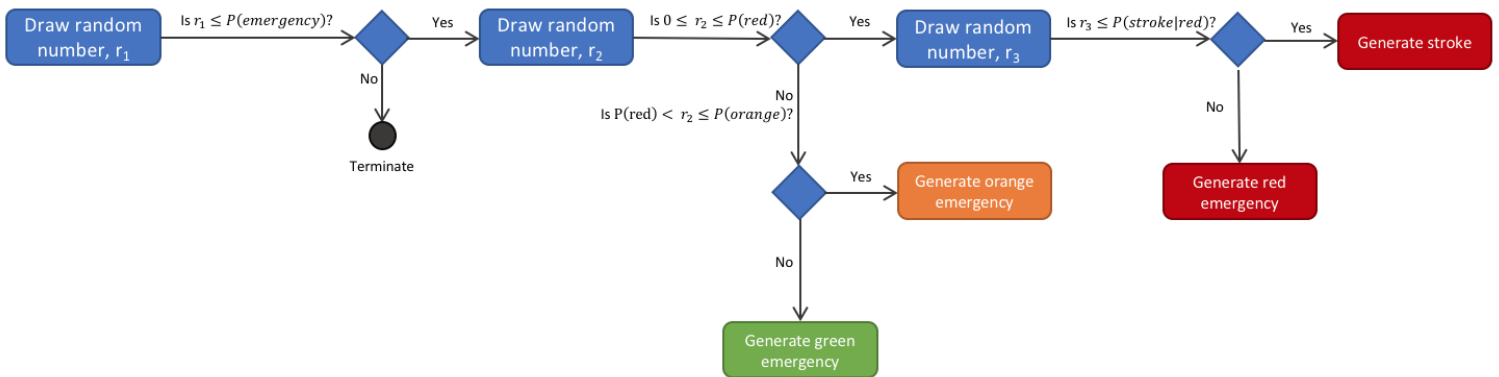 Draw random
number, r₁
Is r₁ ≤ P(emergency)?
Yes
No
Terminate
Draw random
number, r₂
Is 0 ≤ r₂ ≤ P(red)?
Yes
No
Is P(red) < r₂ ≤ P(orange)?
Draw random
number, r₃
Is r₃ ≤ P(stroke|red)?
Yes
Generate stroke
No
Generate red
emergency
Yes
Generate orange
emergency
No
Generate green
emergency